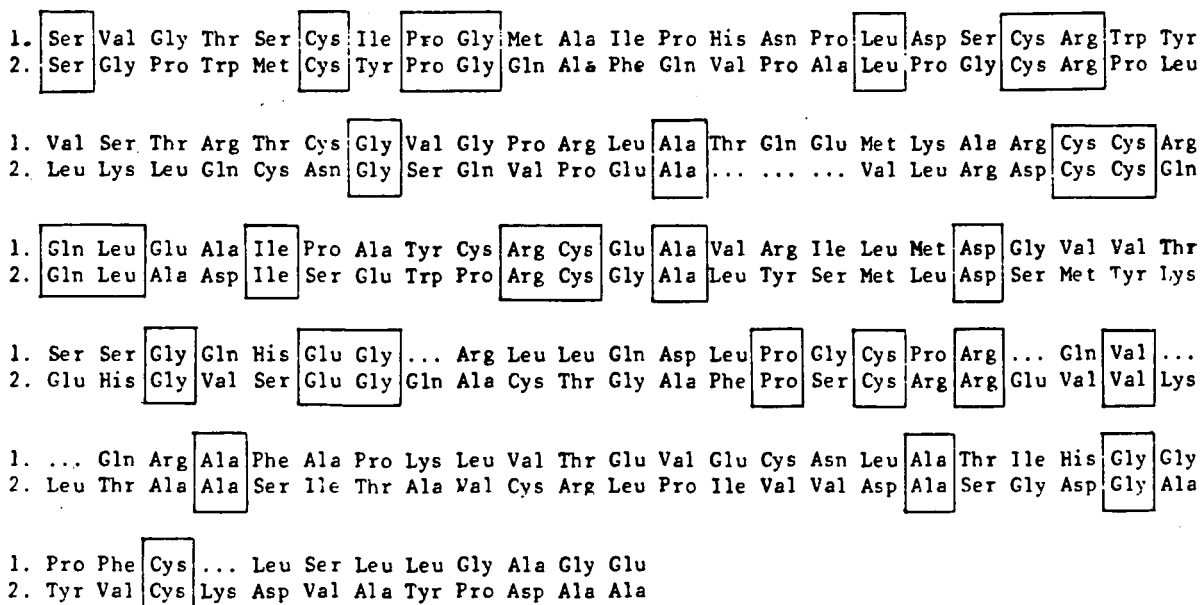 1. Ser Val Gly Thr Ser Cys Ile Pro Gly Met Ala Ile Pro His Asn Pro Leu Asp Ser Cys Arg Trp Tyr
2. Ser Gly Pro Trp Met Cys Tyr Pro Gly Gln Ala Phe Gln Val Pro Ala Leu Pro Gly Cys Arg Pro Leu
1. Val Ser Thr Arg Thr Cys Gly Val Gly Pro Arg Leu Ala Thr Gln Glu Met Lys Ala Arg Cys Cys Arg
2. Leu Lys Leu Gln Cys Asn Gly Ser Gln Val Pro Glu Ala ... ... ... Val Leu Arg Asp Cys Cys Gln
1. Gln Leu Glu Ala Ile Pro Ala Tyr Cys Arg Cys Glu Ala Val Arg Ile Leu Met Asp Gly Val Val Thr
2. Gln Leu Ala Asp Ile Ser Glu Trp Pro Arg Cys Gly Ala Leu Tyr Ser Met Leu Asp Ser Met Tyr Lys
1. Ser Ser Gly Gln His Glu Gly ... Arg Leu Leu Gln Asp Leu Pro Gly Cys Pro Arg ... Gln Val ...
2. Glu His Gly Val Ser Glu Gly Gln Ala Cys Thr Gly Ala Phe Pro Ser Cys Arg Arg Glu Val Val Lys
1. ... Gln Arg Ala Phe Ala Pro Lys Leu Val Thr Glu Val Glu Cys Asn Leu Ala Thr Ile His Gly Gly
2. Leu Thr Ala Ala Ser Ile Thr Ala Val Cys Arg Leu Pro Ile Val Val Asp Ala Ser Gly Asp Gly Ala
1. Pro Phe Cys ... Leu Ser Leu Leu Gly Ala Gly Glu
2. Tyr Val Cys Lys Asp Val Ala Tyr Pro Asp Ala Ala